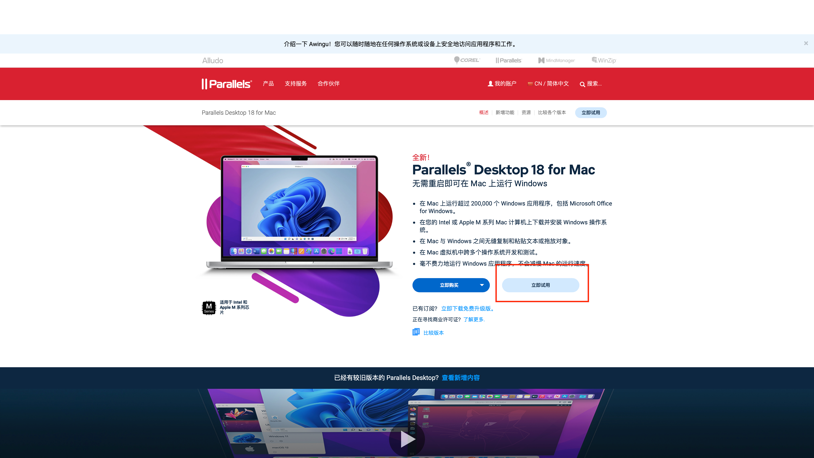 介绍一下 Awingu！您可以随时随地在任何操作系统或设备上安全地访问应用程序和工作。
×
Alludo
COREL
Parallels
MindManager
WinZip
Parallels®
产品
支持服务
合作伙伴
我的账户
CN / 简体中文
搜索...
Parallels Desktop 18 for Mac
概述
新增功能
资源
比较各个版本
立即试用
全新！
Parallels® Desktop 18 for Mac
无需重启即可在 Mac 上运行 Windows
• 在 Mac 上运行超过 200,000 个 Windows 应用程序，包括 Microsoft Office
for Windows。
• 在您的 Intel 或 Apple M 系列 Mac 计算机上下载并安装 Windows 操作系
统。
• 在 Mac 与 Windows 之间无缝复制和粘贴文本或拖放对象。
• 在 Mac 虚拟机中跨多个操作系统开发和测试。
• 毫不费力地运行 Windows 应用程序，不会减慢 Mac 的运行速度。
立即购买
立即试用
M
Series
适用于 Intel 和
Apple M 系列芯
片
已有订阅？ 立即下载免费升级版。
正在寻找商业许可证？了解更多.
比较版本
已经有较旧版本的 Parallels Desktop？ 查看新增内容